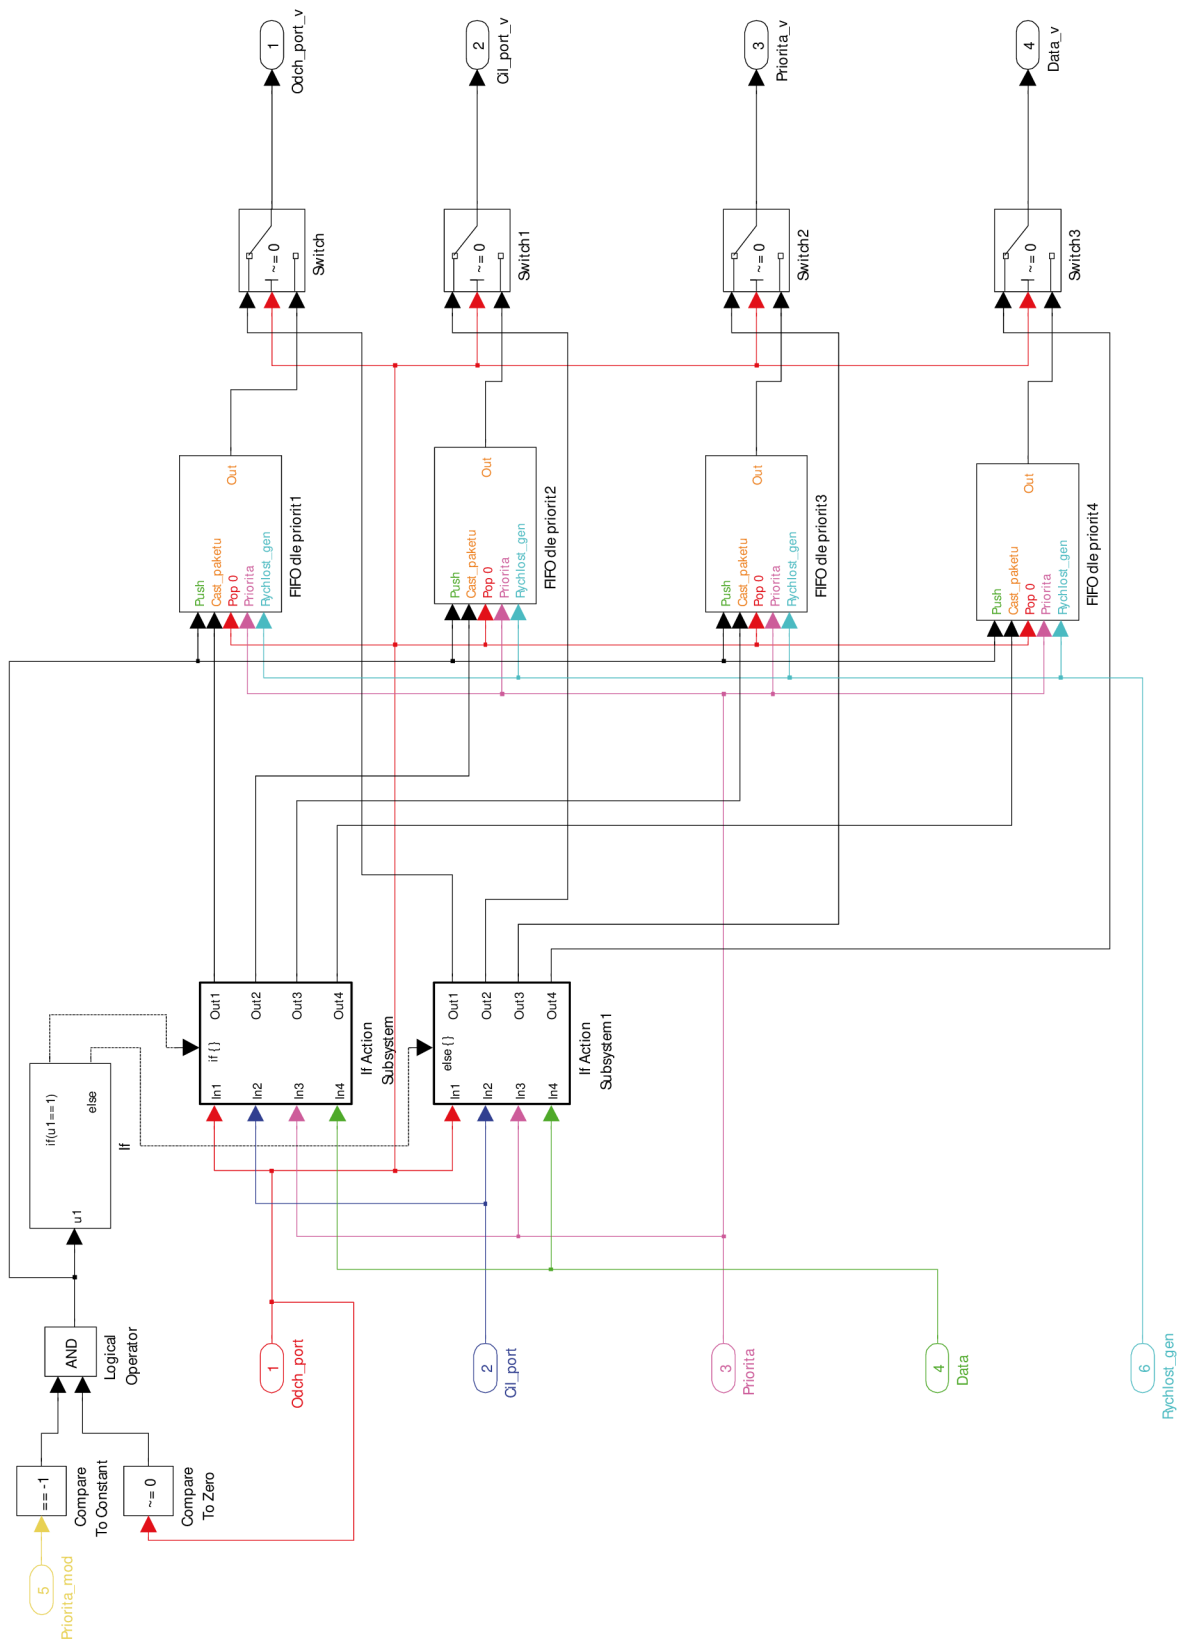 5
Priorita_mod
== -1
Compare
To Constant
~= 0
Compare
To Zero
AND
Logical
Operator
u1
if(u1==1)
else
If
1
Odch_port
2
Cil_port
3
Priorita
4
Data
6
Rychlost_gen
In1
In2
In3
In4
if { }
Out1
Out2
Out3
Out4
If Action
Subsystem
In1
In2
In3
In4
else { }
Out1
Out2
Out3
Out4
If Action
Subsystem1
Push
Cast_paketu
Pop 0
Priorita
Rychlost_gen
Out
FIFO dle priorit1
Push
Cast_paketu
Pop 0
Priorita
Rychlost_gen
Out
FIFO dle priorit2
Push
Cast_paketu
Pop 0
Priorita
Rychlost_gen
Out
FIFO dle priorit3
Push
Cast_paketu
Pop 0
Priorita
Rychlost_gen
Out
FIFO dle priorit4
~= 0
Switch
~= 0
Switch1
~= 0
Switch2
~= 0
Switch3
1
Odch_port_v
2
Cil_port_v
3
Priorita_v
4
Data_v